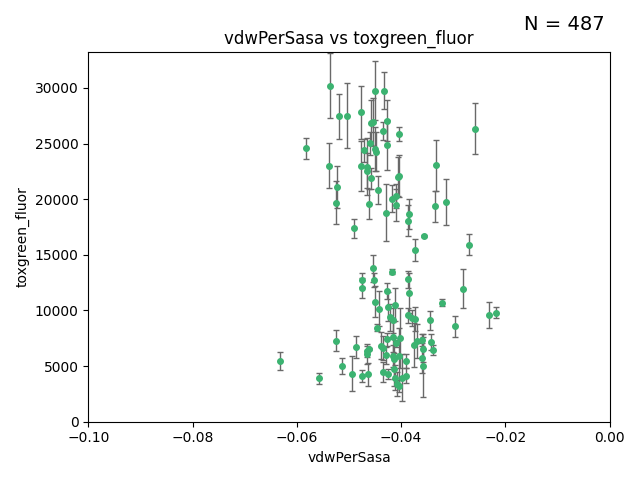 N = 487
vdwPerSasa vs toxgreen_fluor
30000
25000
20000
15000
10000
5000
0
toxgreen_fluor
−0.10 −0.08 −0.06 −0.04 −0.02 0.00
vdwPerSasa